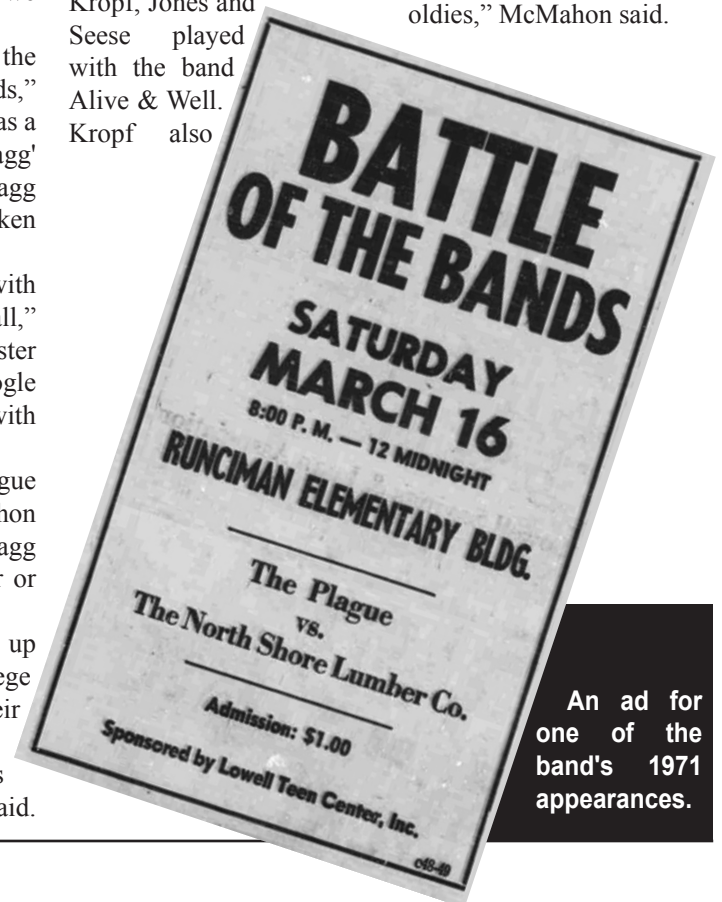 the
ds,”
as a
agg'
agg
ken
with
all,”
ster
ogle
with
gue
hon
agg
r or
up
ege
eir
s
aid.
Kropf, Jones and
Seese played
with the band
Alive & Well.
Kropf also
oldies,” McMahon said.
BATTLE
OF THE BANDS
SATURDAY
MARCH 16
8:00 P. M. — 12 MIDNIGHT
RUNCIMAN ELEMENTARY BLDG.
The Plague
vs.
The North Shore Lumber Co.
Admission: $1.00
Sponsored by Lowell Teen Center, Inc.
c48-49
An ad for
one of the
band's 1971
appearances.